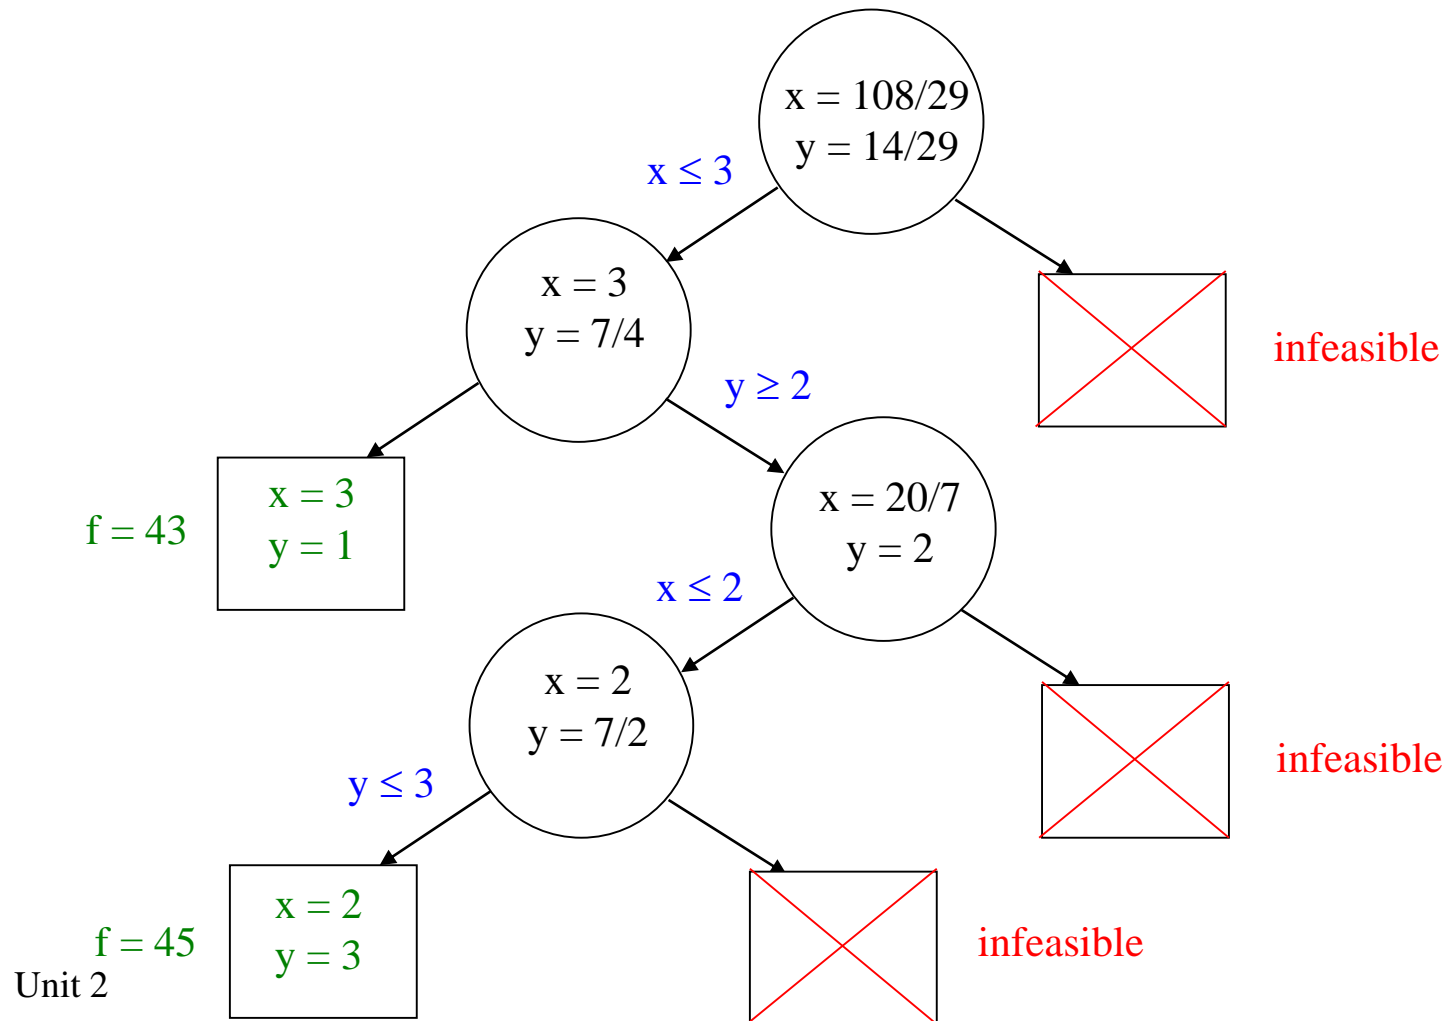 x = 108/29
y = 14/29
x ≤ 3
x = 3
y = 7/4
infeasible
y ≥ 2
x = 3
y = 1
f = 43
x = 20/7
y = 2
x ≤ 2
x = 2
y = 7/2
infeasible
y ≤ 3
x = 2
y = 3
f = 45
infeasible
Unit 2